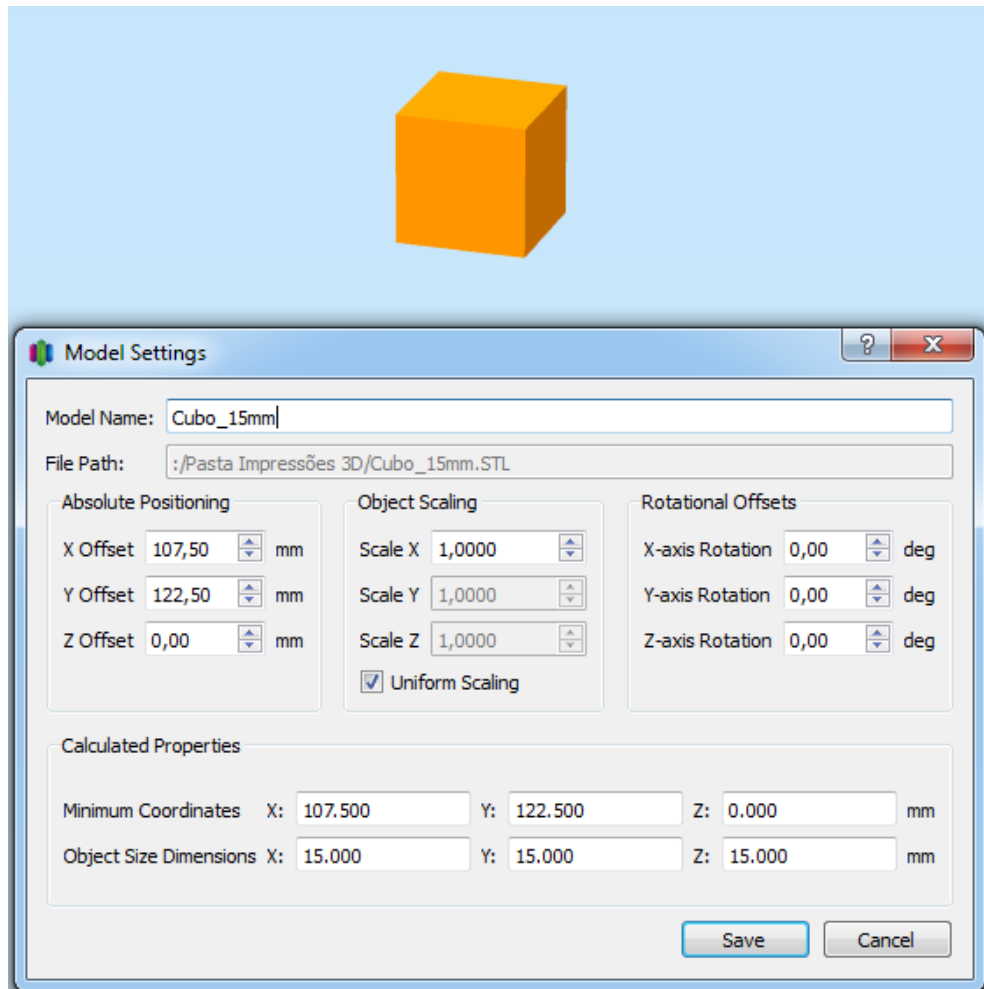 Model Settings
Model Name: Cubo_15mm
File Path: :/Pasta Impressões 3D/Cubo_15mm.STL
Absolute Positioning
X Offset 107,50 mm
Y Offset 122,50 mm
Z Offset 0,00 mm
Object Scaling
Scale X 1,0000
Scale Y 1,0000
Scale Z 1,0000
Uniform Scaling
Rotational Offsets
X-axis Rotation 0,00 deg
Y-axis Rotation 0,00 deg
Z-axis Rotation 0,00 deg
Calculated Properties
Minimum Coordinates X: 107.500 Y: 122.500 Z: 0.000 mm
Object Size Dimensions X: 15.000 Y: 15.000 Z: 15.000 mm
Save Cancel